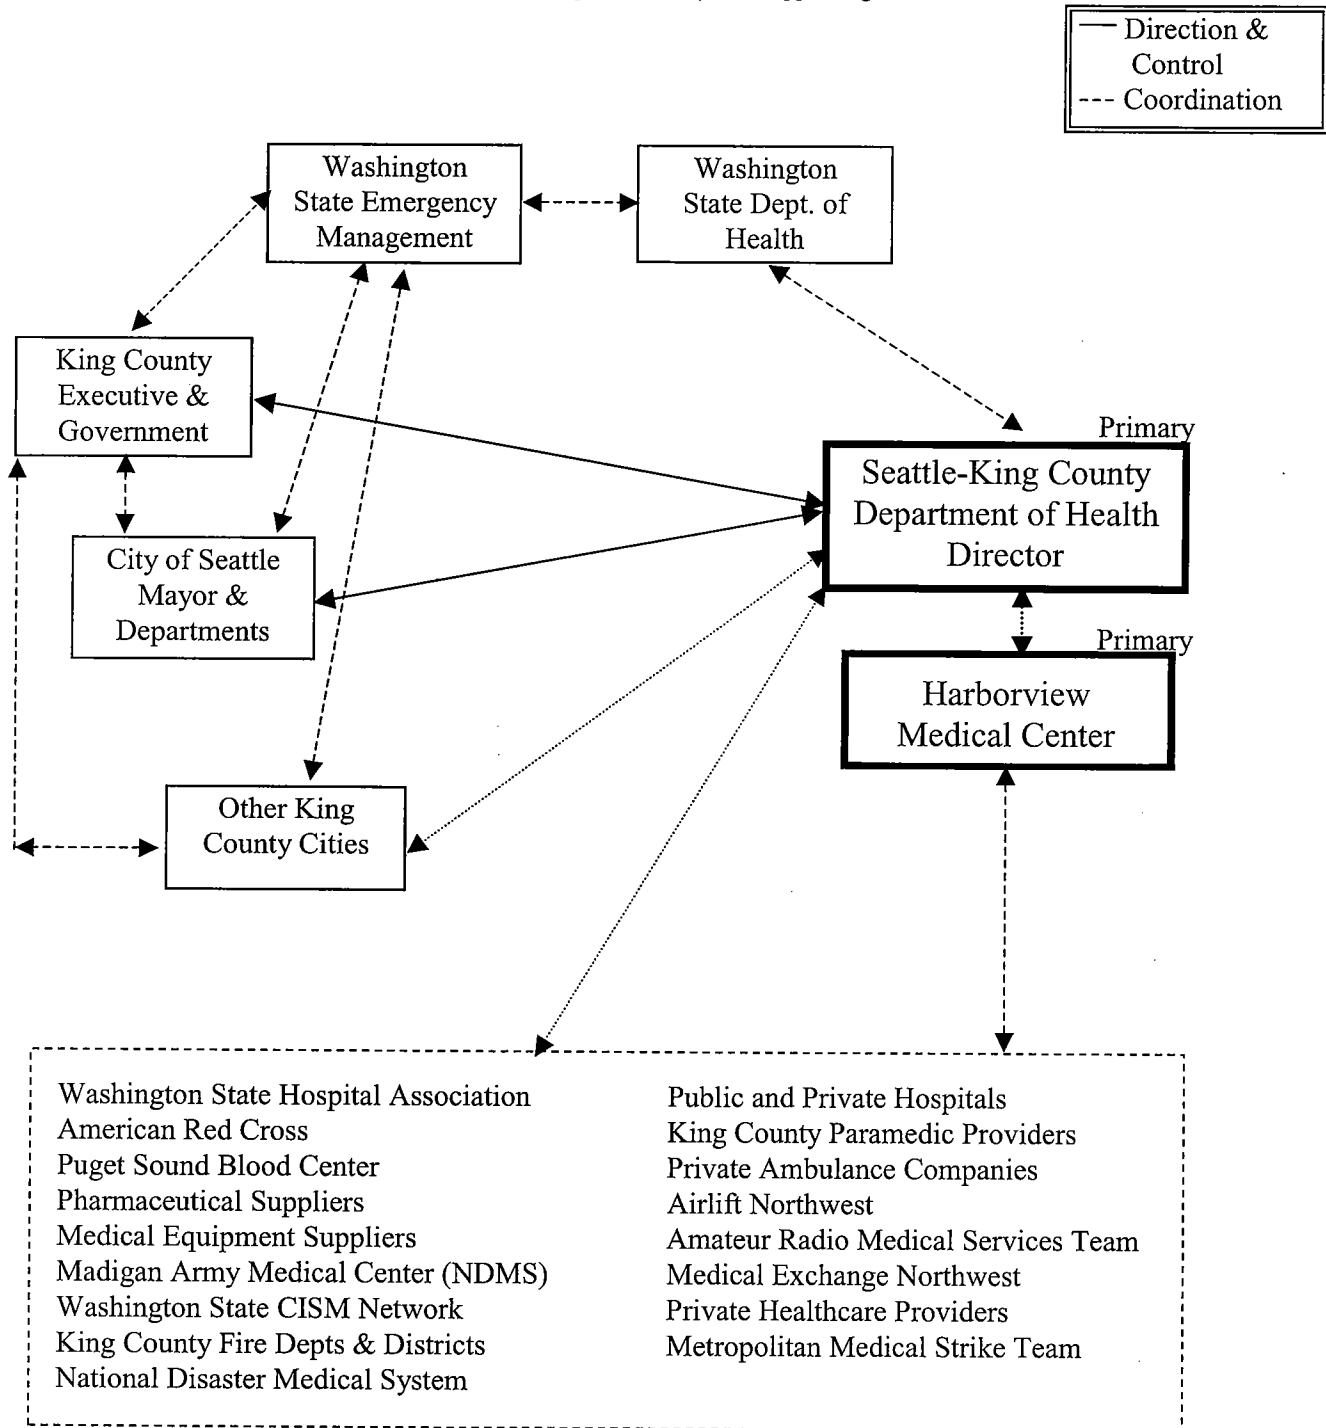 — Direction &
Control
--- Coordination
Washington
State Emergency
Management
Washington
State Dept. of
Health
King County
Executive &
Government
Primary
Seattle-King County
Department of Health
Director
City of Seattle
Mayor &
Departments
Primary
Harborview
Medical Center
Other King
County Cities
Washington State Hospital Association
American Red Cross
Puget Sound Blood Center
Pharmaceutical Suppliers
Medical Equipment Suppliers
Madigan Army Medical Center (NDMS)
Washington State CISM Network
King County Fire Depts & Districts
National Disaster Medical System
Public and Private Hospitals
King County Paramedic Providers
Private Ambulance Companies
Airlift Northwest
Amateur Radio Medical Services Team
Medical Exchange Northwest
Private Healthcare Providers
Metropolitan Medical Strike Team